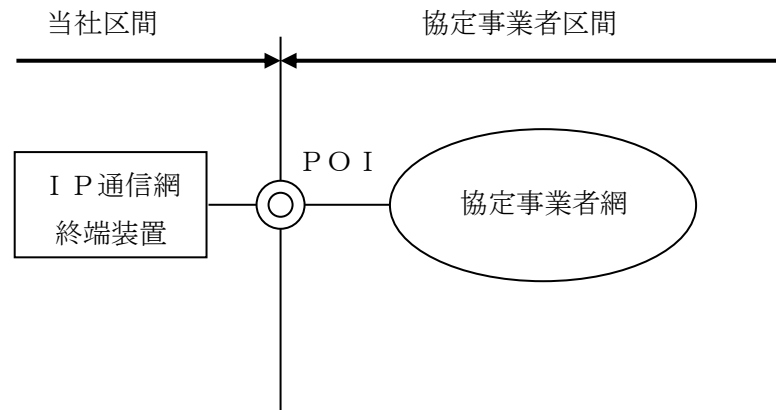 当社区間
協定事業者区間
ＰＯＩ
ＩＰ通信網
終端装置
協定事業者網